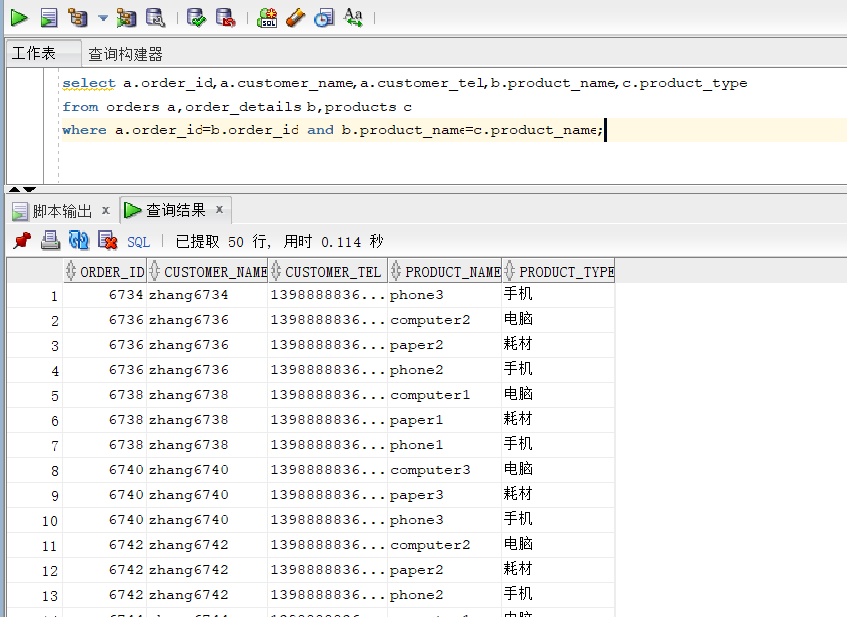 SQL Aa
工作表 查询构建器
select a.order_id,a.customer_name,a.customer_tel,b.product_name,c.product_type
from orders a,order_details b,products c
where a.order_id=b.order_id and b.product_name=c.product_name;
脚本输出 x 查询结果 x
SQL 已提取 50 行, 用时 0.114 秒
ORDER_ID CUSTOMER_NAME CUSTOMER_TEL PRODUCT_NAME PRODUCT_TYPE
1 6734 zhang6734 1398888836... phone3 手机
2 6736 zhang6736 1398888836... computer2 电脑
3 6736 zhang6736 1398888836... paper2 耗材
4 6736 zhang6736 1398888836... phone2 手机
5 6738 zhang6738 1398888836... computer1 电脑
6 6738 zhang6738 1398888836... paper1 耗材
7 6738 zhang6738 1398888836... phone1 手机
8 6740 zhang6740 1398888836... computer3 电脑
9 6740 zhang6740 1398888836... paper3 耗材
10 6740 zhang6740 1398888836... phone3 手机
11 6742 zhang6742 1398888836... computer2 电脑
12 6742 zhang6742 1398888836... paper2 耗材
13 6742 zhang6742 1398888836... phone2 手机